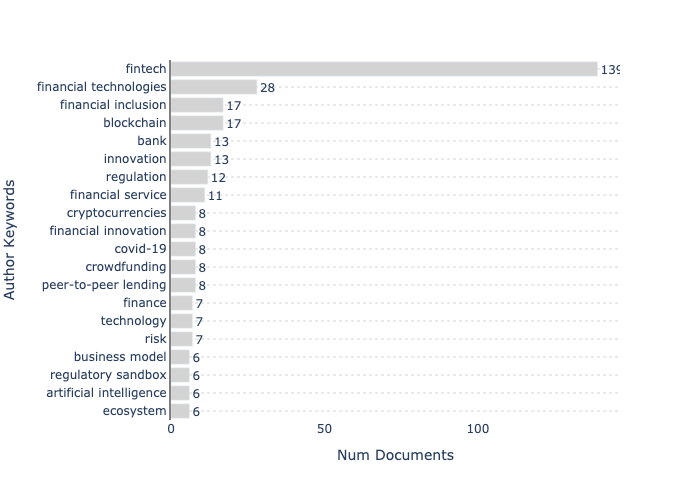 fintech 139
financial technologies 28
financial inclusion 17
blockchain 17
bank 13
innovation 13
regulation 12
financial service 11
cryptocurrencies 8
financial innovation 8
covid-19 8
crowdfunding 8
peer-to-peer lending 8
finance 7
technology 7
risk 7
business model 6
regulatory sandbox 6
artificial intelligence 6
ecosystem 6
0 50 100
Num Documents
Author Keywords